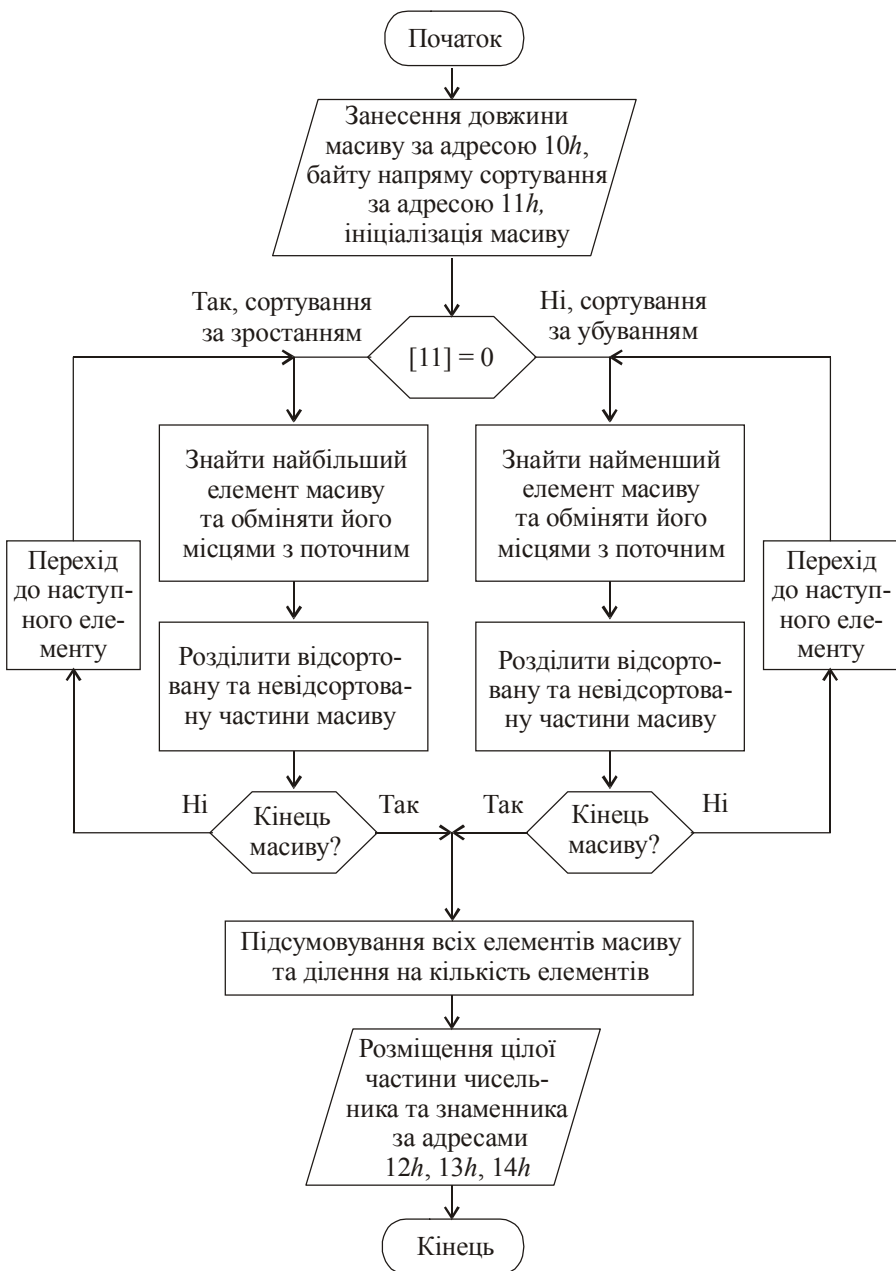 Початок
Занесення довжини
масиву за адресою 10h,
байту напряму сортування
за адресою 11h,
ініціалізація масиву
Так, сортування
за зростанням
Ні, сортування
за убуванням
[11] = 0
Знайти найбільший
елемент масиву
та обміняти його
місцями з поточним
Знайти найменший
елемент масиву
та обміняти його
місцями з поточним
Перехід
до наступ-
ного еле-
менту
Перехід
до наступ-
ного еле-
менту
Розділити відсорто-
вану та невідсортова-
ну частини масиву
Розділити відсорто-
вану та невідсортова-
ну частини масиву
Ні
Кінець
масиву?
Так
Так
Кінець
масиву?
Ні
Підсумовування всіх елементів масиву
та ділення на кількість елементів
Розміщення цілої
частини чисель-
ника та знаменника
за адресами
12h, 13h, 14h
Кінець